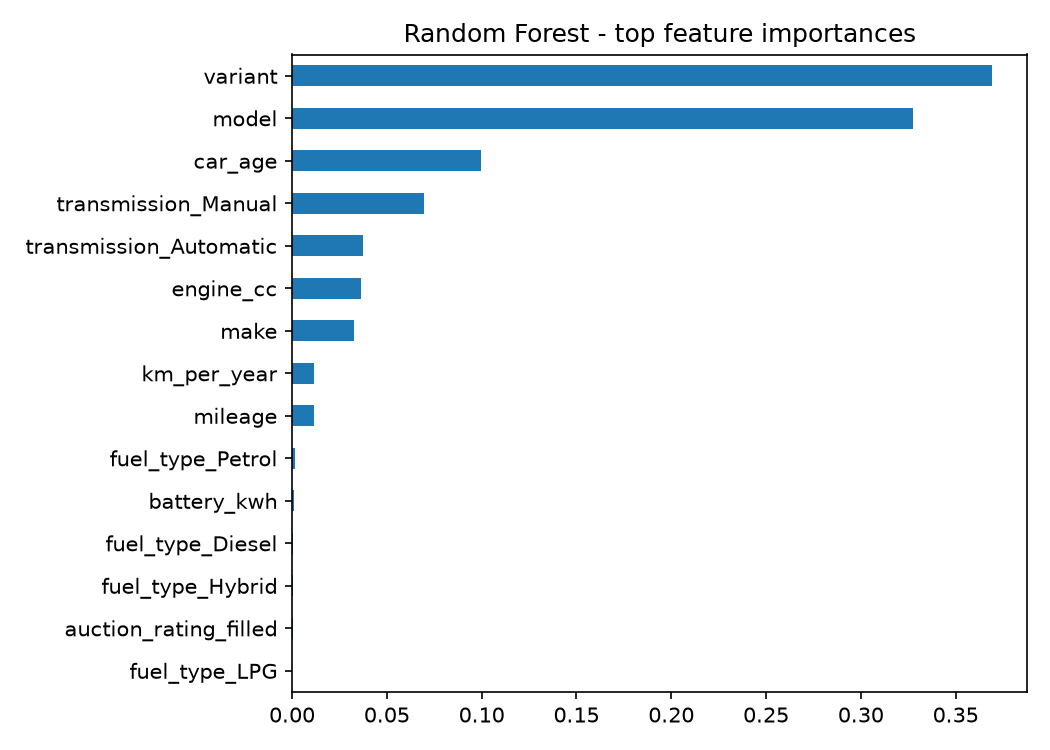 Random Forest - top feature importances
variant
model
car_age
transmission_Manual
transmission_Automatic
engine_cc
make
km_per_year
mileage
fuel_type_Petrol
battery_kwh
fuel_type_Diesel
fuel_type_Hybrid
auction_rating_filled
fuel_type_LPG
0.00 0.05 0.10 0.15 0.20 0.25 0.30 0.35